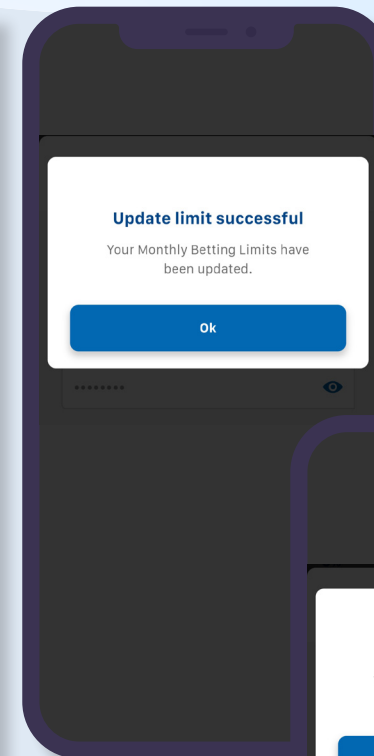 Update limit successful
Your Monthly Betting Limits have
been updated.
Ok
********